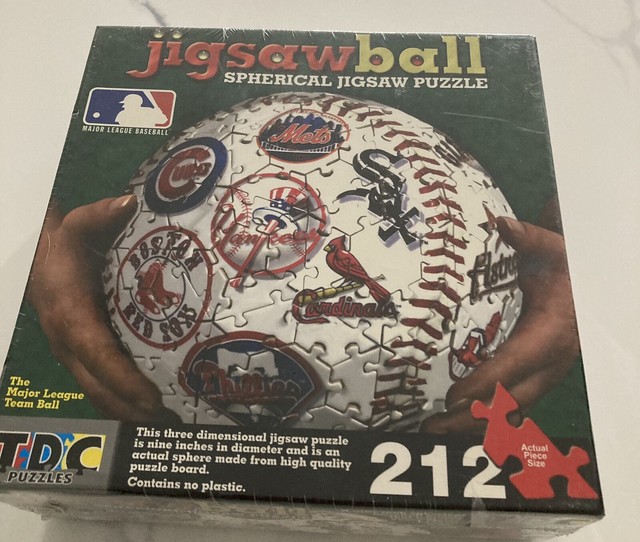 jigsawball
SPHERICAL JIGSAW PUZZLE
MAJOR LEAGUE BASEBALL
Mets
Cubs
Sox
Yankees
BOSTON
RED SOX
Cardinals
Astros
Phillies
The
Major League
Team Ball
TDC
PUZZLES
This three dimensional jigsaw puzzle
is nine inches in diameter and is an
actual sphere made from high quality
puzzle board.
Contains no plastic.
212
Actual
Piece
Size